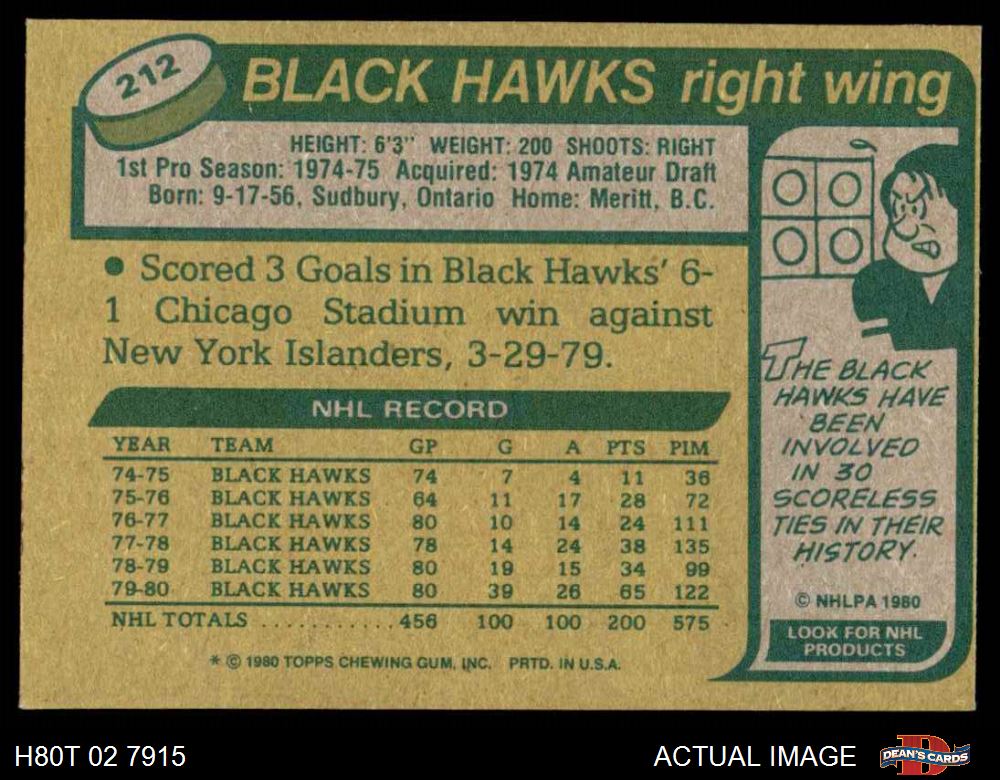 212
BLACK HAWKS right wing
HEIGHT: 6'3" WEIGHT: 200 SHOOTS: RIGHT
1st Pro Season: 1974-75 Acquired: 1974 Amateur Draft
Born: 9-17-56, Sudbury, Ontario Home: Meritt, B.C.
• Scored 3 Goals in Black Hawks' 6-
1 Chicago Stadium win against
New York Islanders, 3-29-79.
NHL RECORD
YEAR TEAM GP G A PTS PIM
74-75 BLACK HAWKS 74 7 4 11 36
75-76 BLACK HAWKS 64 11 17 28 72
76-77 BLACK HAWKS 80 10 14 24 111
77-78 BLACK HAWKS 78 14 24 38 135
78-79 BLACK HAWKS 80 19 15 34 99
79-80 BLACK HAWKS 80 39 26 65 122
NHL TOTALS ............ 456 100 100 200 575
* © 1980 TOPPS CHEWING GUM, INC. PRTD. IN U.S.A.
THE BLACK
HAWKS HAVE
BEEN
INVOLVED
IN 30
SCORELESS
TIES IN THEIR
HISTORY.
© NHLPA 1980
LOOK FOR NHL
PRODUCTS
H80T 02 7915
ACTUAL IMAGE
DEAN'S CARDS